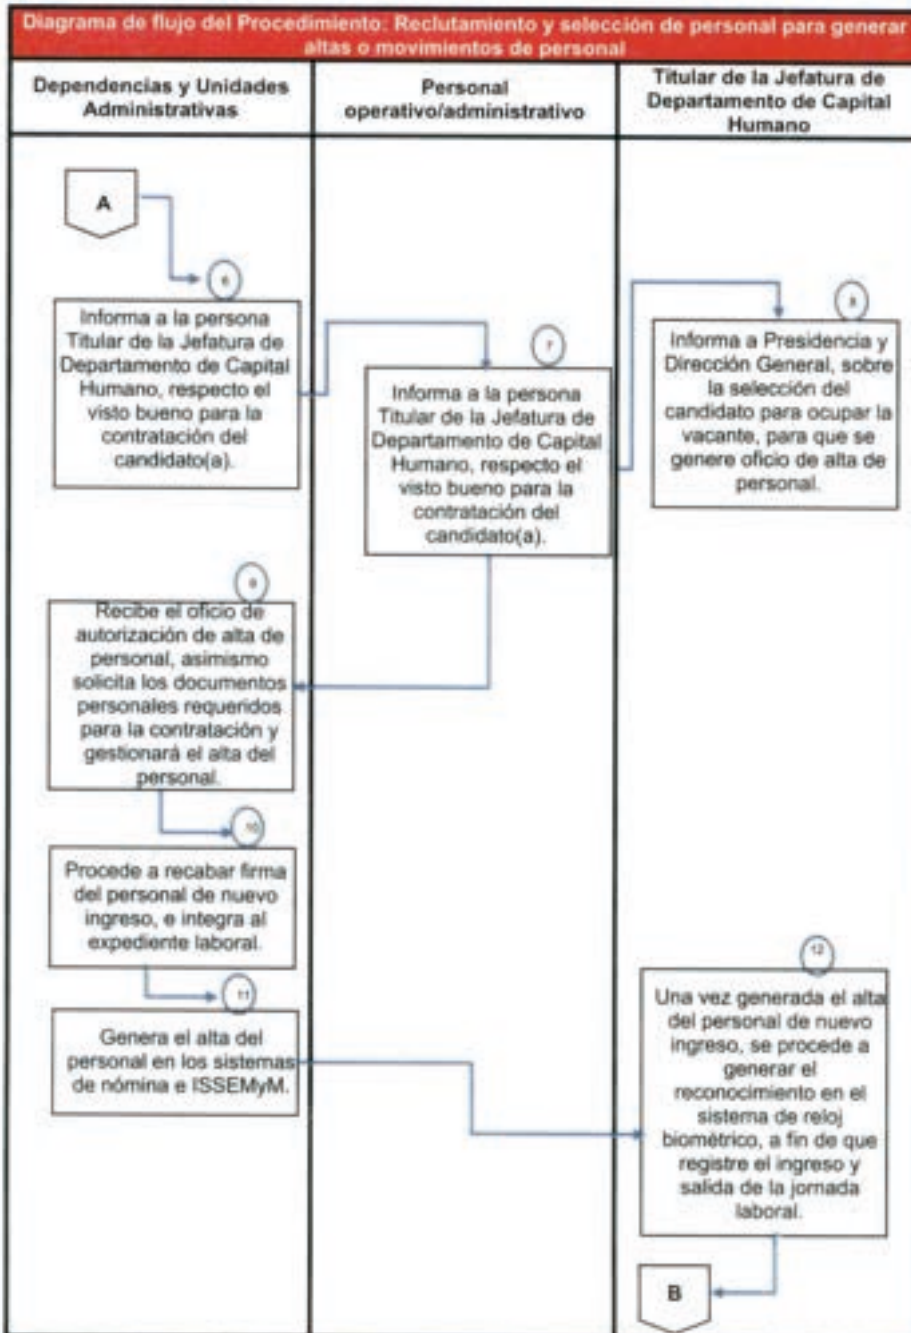 Diagrama de flujo del Procedimiento: Reclutamiento y selección de personal para generar
altas o movimientos de personal
Dependencias y Unidades
Administrativas
Personal
operativo/administrativo
Titular de la Jefatura de
Departamento de Capital
Humano
A
6
Informa a la persona
Titular de la Jefatura de
Departamento de Capital
Humano, respecto el
visto bueno para la
contratación del
candidato(a).
7
Informa a la persona
Titular de la Jefatura de
Departamento de Capital
Humano, respecto el
visto bueno para la
contratación del
candidato(a).
8
Informa a Presidencia y
Dirección General, sobre
la selección del
candidato para ocupar la
vacante, para que se
genere oficio de alta de
personal.
9
Recibe el oficio de
autorización de alta de
personal, asimismo
solicita los documentos
personales requeridos
para la contratación y
gestionará el alta del
personal.
10
Procede a recabar firma
del personal de nuevo
ingreso, e integra al
expediente laboral.
11
Genera el alta del
personal en los sistemas
de nómina e ISSEMyM.
12
Una vez generada el alta
del personal de nuevo
ingreso, se procede a
generar el
reconocimiento en el
sistema de reloj
biométrico, a fin de que
registre el ingreso y
salida de la jornada
laboral.
B